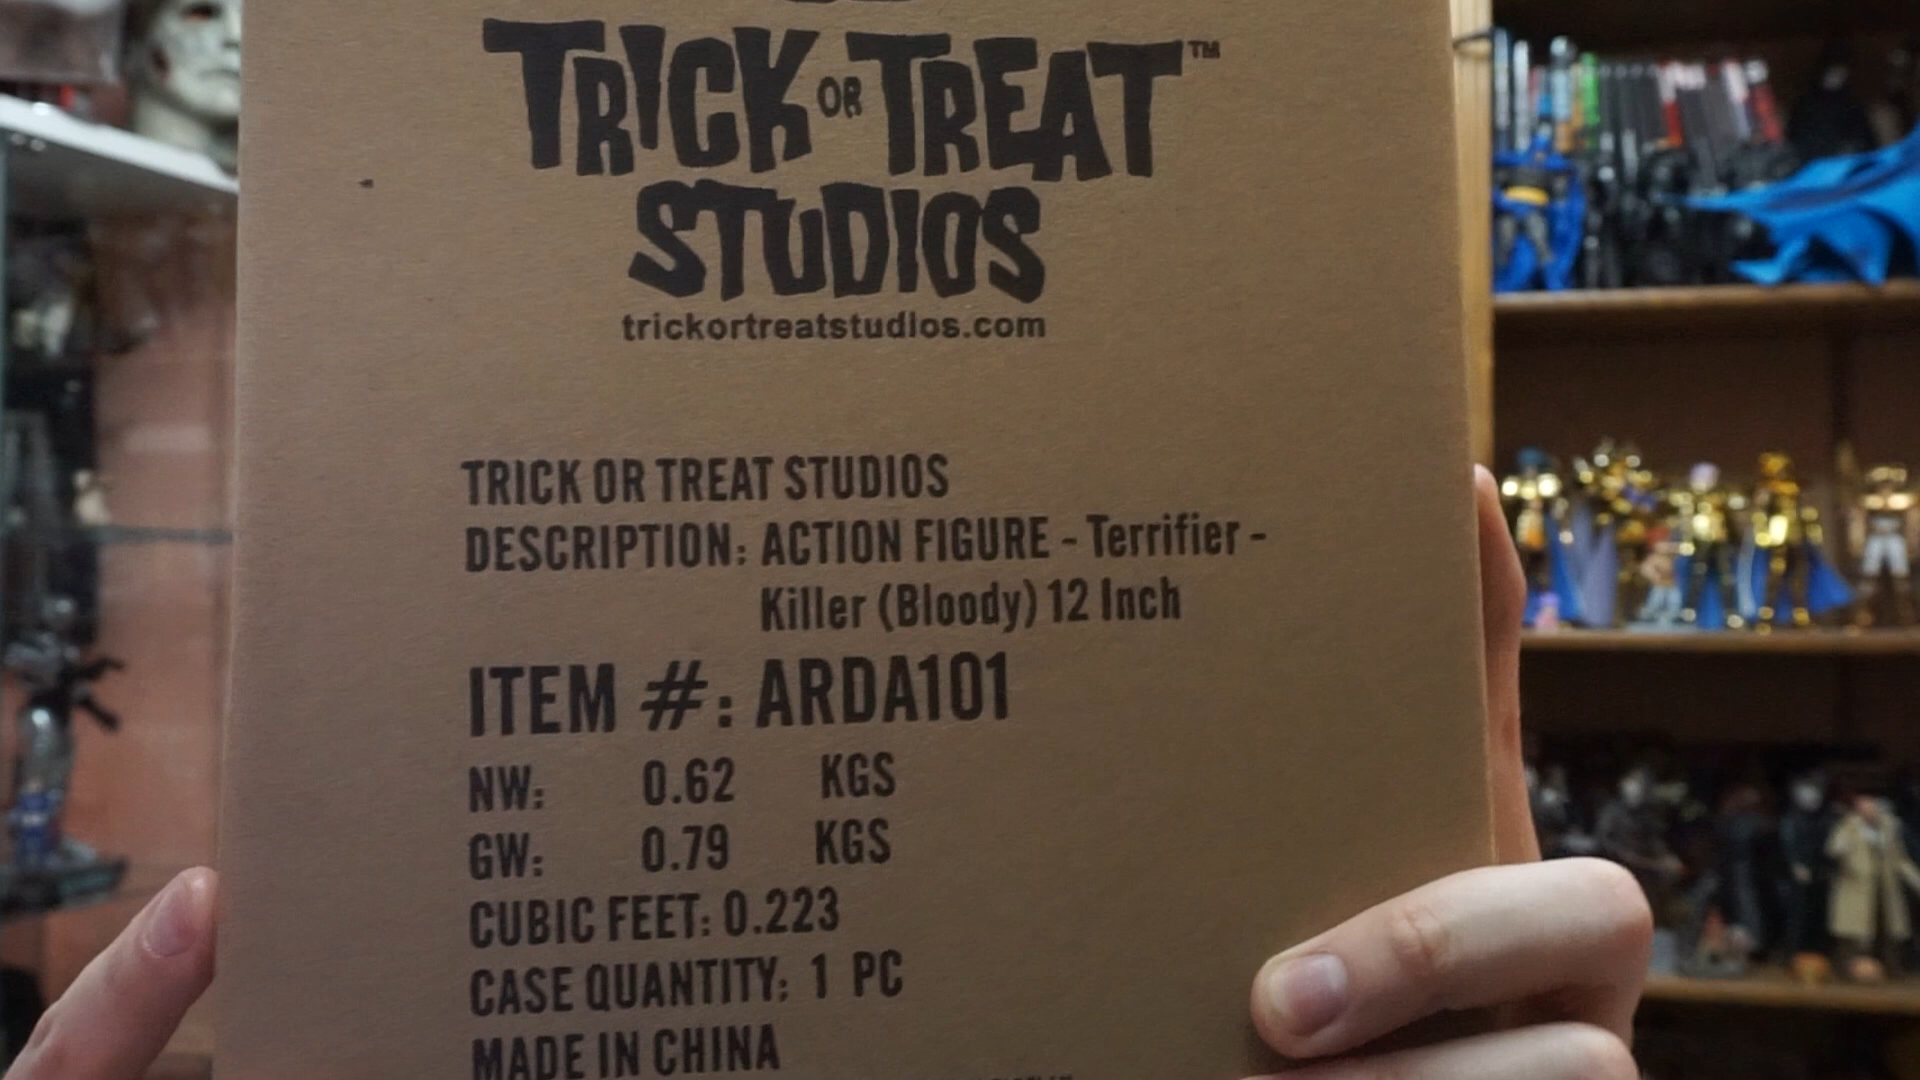 TRICK OR TREAT™
STUDIOS
trickortreatstudios.com
TRICK OR TREAT STUDIOS
DESCRIPTION: ACTION FIGURE - Terrifier -
Killer (Bloody) 12 Inch
ITEM #: ARDA101
NW: 0.62 KGS
GW: 0.79 KGS
CUBIC FEET: 0.223
CASE QUANTITY: 1 PC
MADE IN CHINA